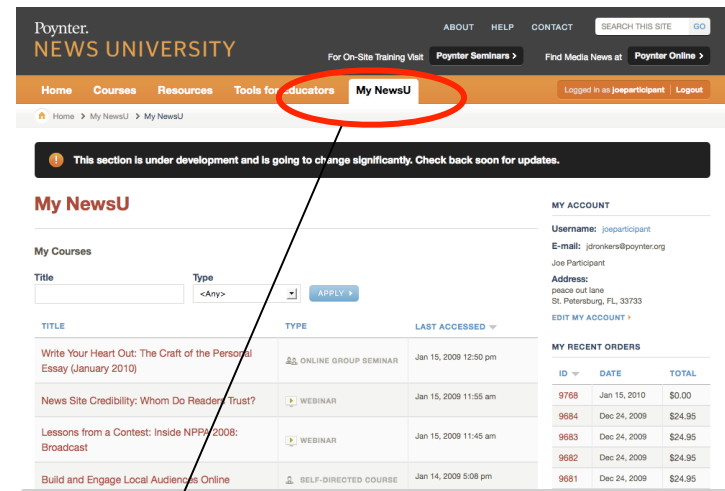 Poynter.
NEWS UNIVERSITY
ABOUT HELP CONTACT SEARCH THIS SITE GO
For On-Site Training Visit Poynter Seminars > Find Media News at Poynter Online >
Home Courses Resources Tools for Educators My NewsU Logged in as joeparticipant Logout
Home > My NewsU > My NewsU
! This section is under development and is going to change significantly. Check back soon for updates.
My NewsU
My Courses
Title Type
<Any> APPLY
TITLE TYPE LAST ACCESSED
Write Your Heart Out: The Craft of the Personal
Essay (January 2010) ONLINE GROUP SEMINAR Jan 15, 2009 12:50 pm
News Site Credibility: Whom Do Readers Trust? WEBINAR Jan 15, 2009 11:55 am
Lessons from a Contest: Inside NPPA 2008:
Broadcast WEBINAR Jan 15, 2009 11:45 am
Build and Engage Local Audiences Online SELF-DIRECTED COURSE Jan 14, 2009 5:08 pm
MY ACCOUNT
Username: joeparticipant
E-mail: jdronkers@poynter.org
Joe Participant
Address:
peace out lane
St. Petersburg, FL, 33733
EDIT MY ACCOUNT
MY RECENT ORDERS
ID DATE TOTAL
9768 Jan 15, 2010 $0.00
9684 Dec 24, 2009 $24.95
9683 Dec 24, 2009 $24.95
9682 Dec 24, 2009 $24.95
9681 Dec 24, 2009 $24.95